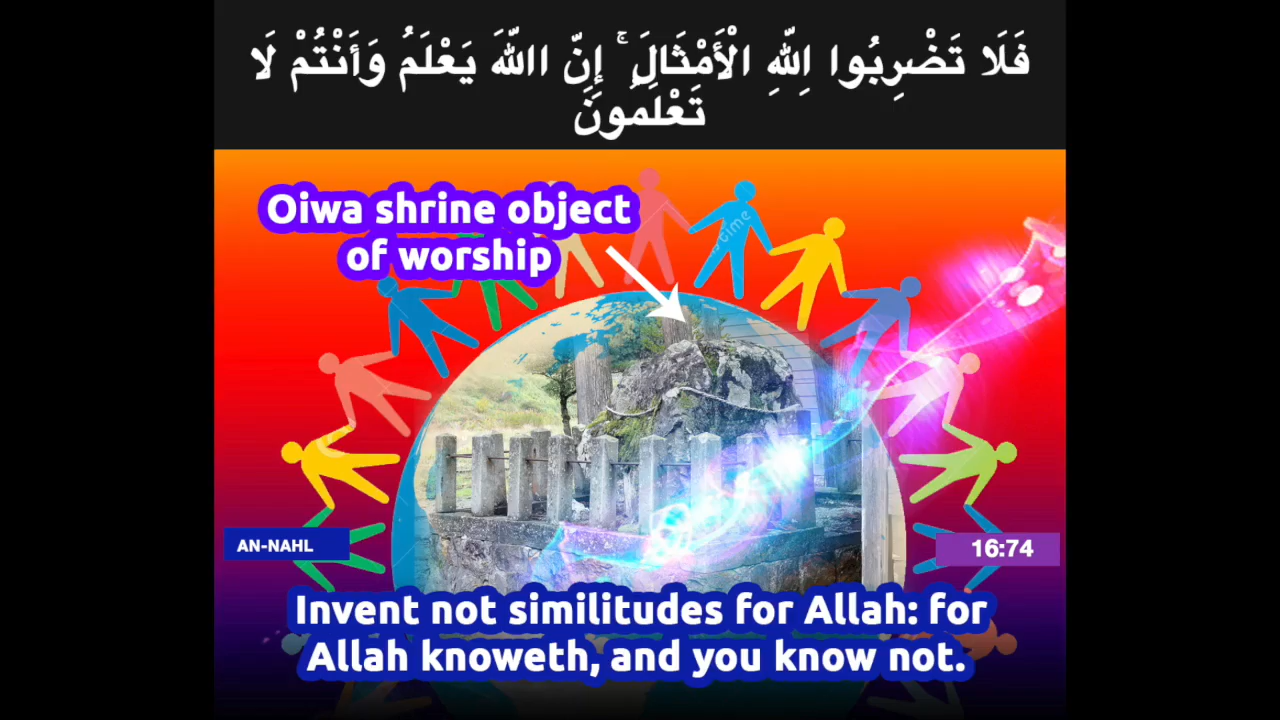 فَلَا تَضْرِبُوا لِلّٰهِ الْأَمْثَالَ ۚ إِنّ االلّٰهَ يَعْلَمُ وَأَنْتُمْ لَا
تَعْلَمُونَ
Oiwa shrine object
of worship
AN-NAHL
16:74
Invent not similitudes for Allah: for
Allah knoweth, and you know not.